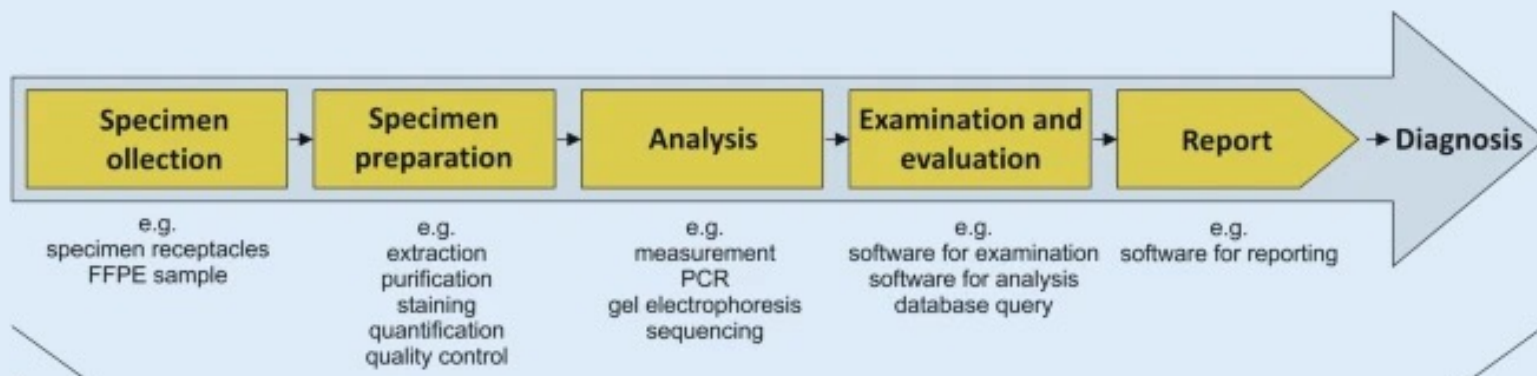 Specimen
ollection
Specimen
preparation
Analysis
Examination and
evaluation
Report
Diagnosis
e.g.
specimen receptacles
FFPE sample
e.g.
extraction
purification
staining
quantification
quality control
e.g.
measurement
PCR
gel electrophoresis
sequencing
e.g.
software for examination
software for analysis
database query
e.g.
software for reporting